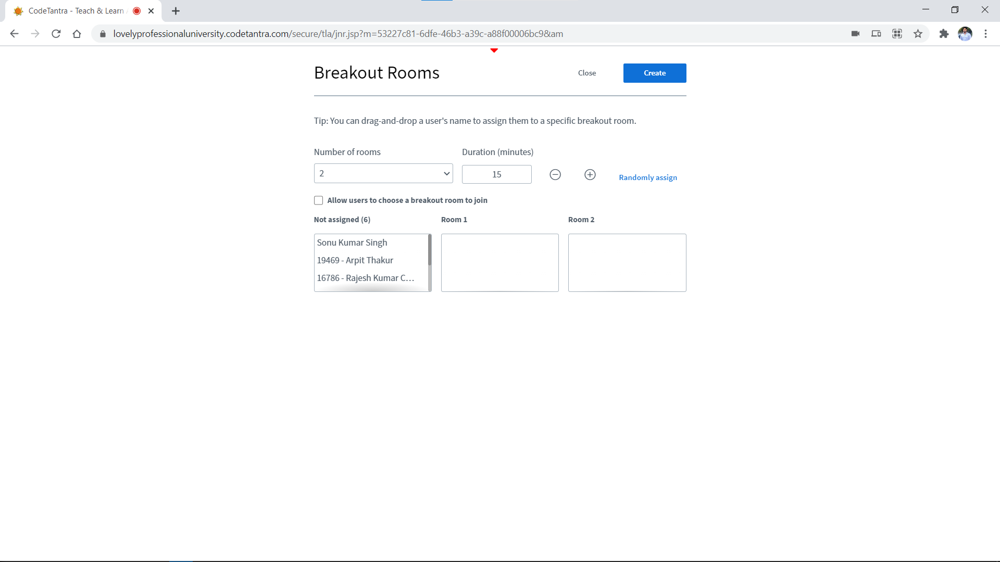 CodeTantra - Teach & Learn
lovelyprofessionaluniversity.codetantra.com/secure/tla/jnr.jsp?m=53227c81-6dfe-46b3-a39c-a88f00006bc9&am
Breakout Rooms
Close
Create
Tip: You can drag-and-drop a user's name to assign them to a specific breakout room.
Number of rooms
Duration (minutes)
2
15
Randomly assign
Allow users to choose a breakout room to join
Not assigned (6)
Room 1
Room 2
Sonu Kumar Singh
19469 - Arpit Thakur
16786 - Rajesh Kumar C...